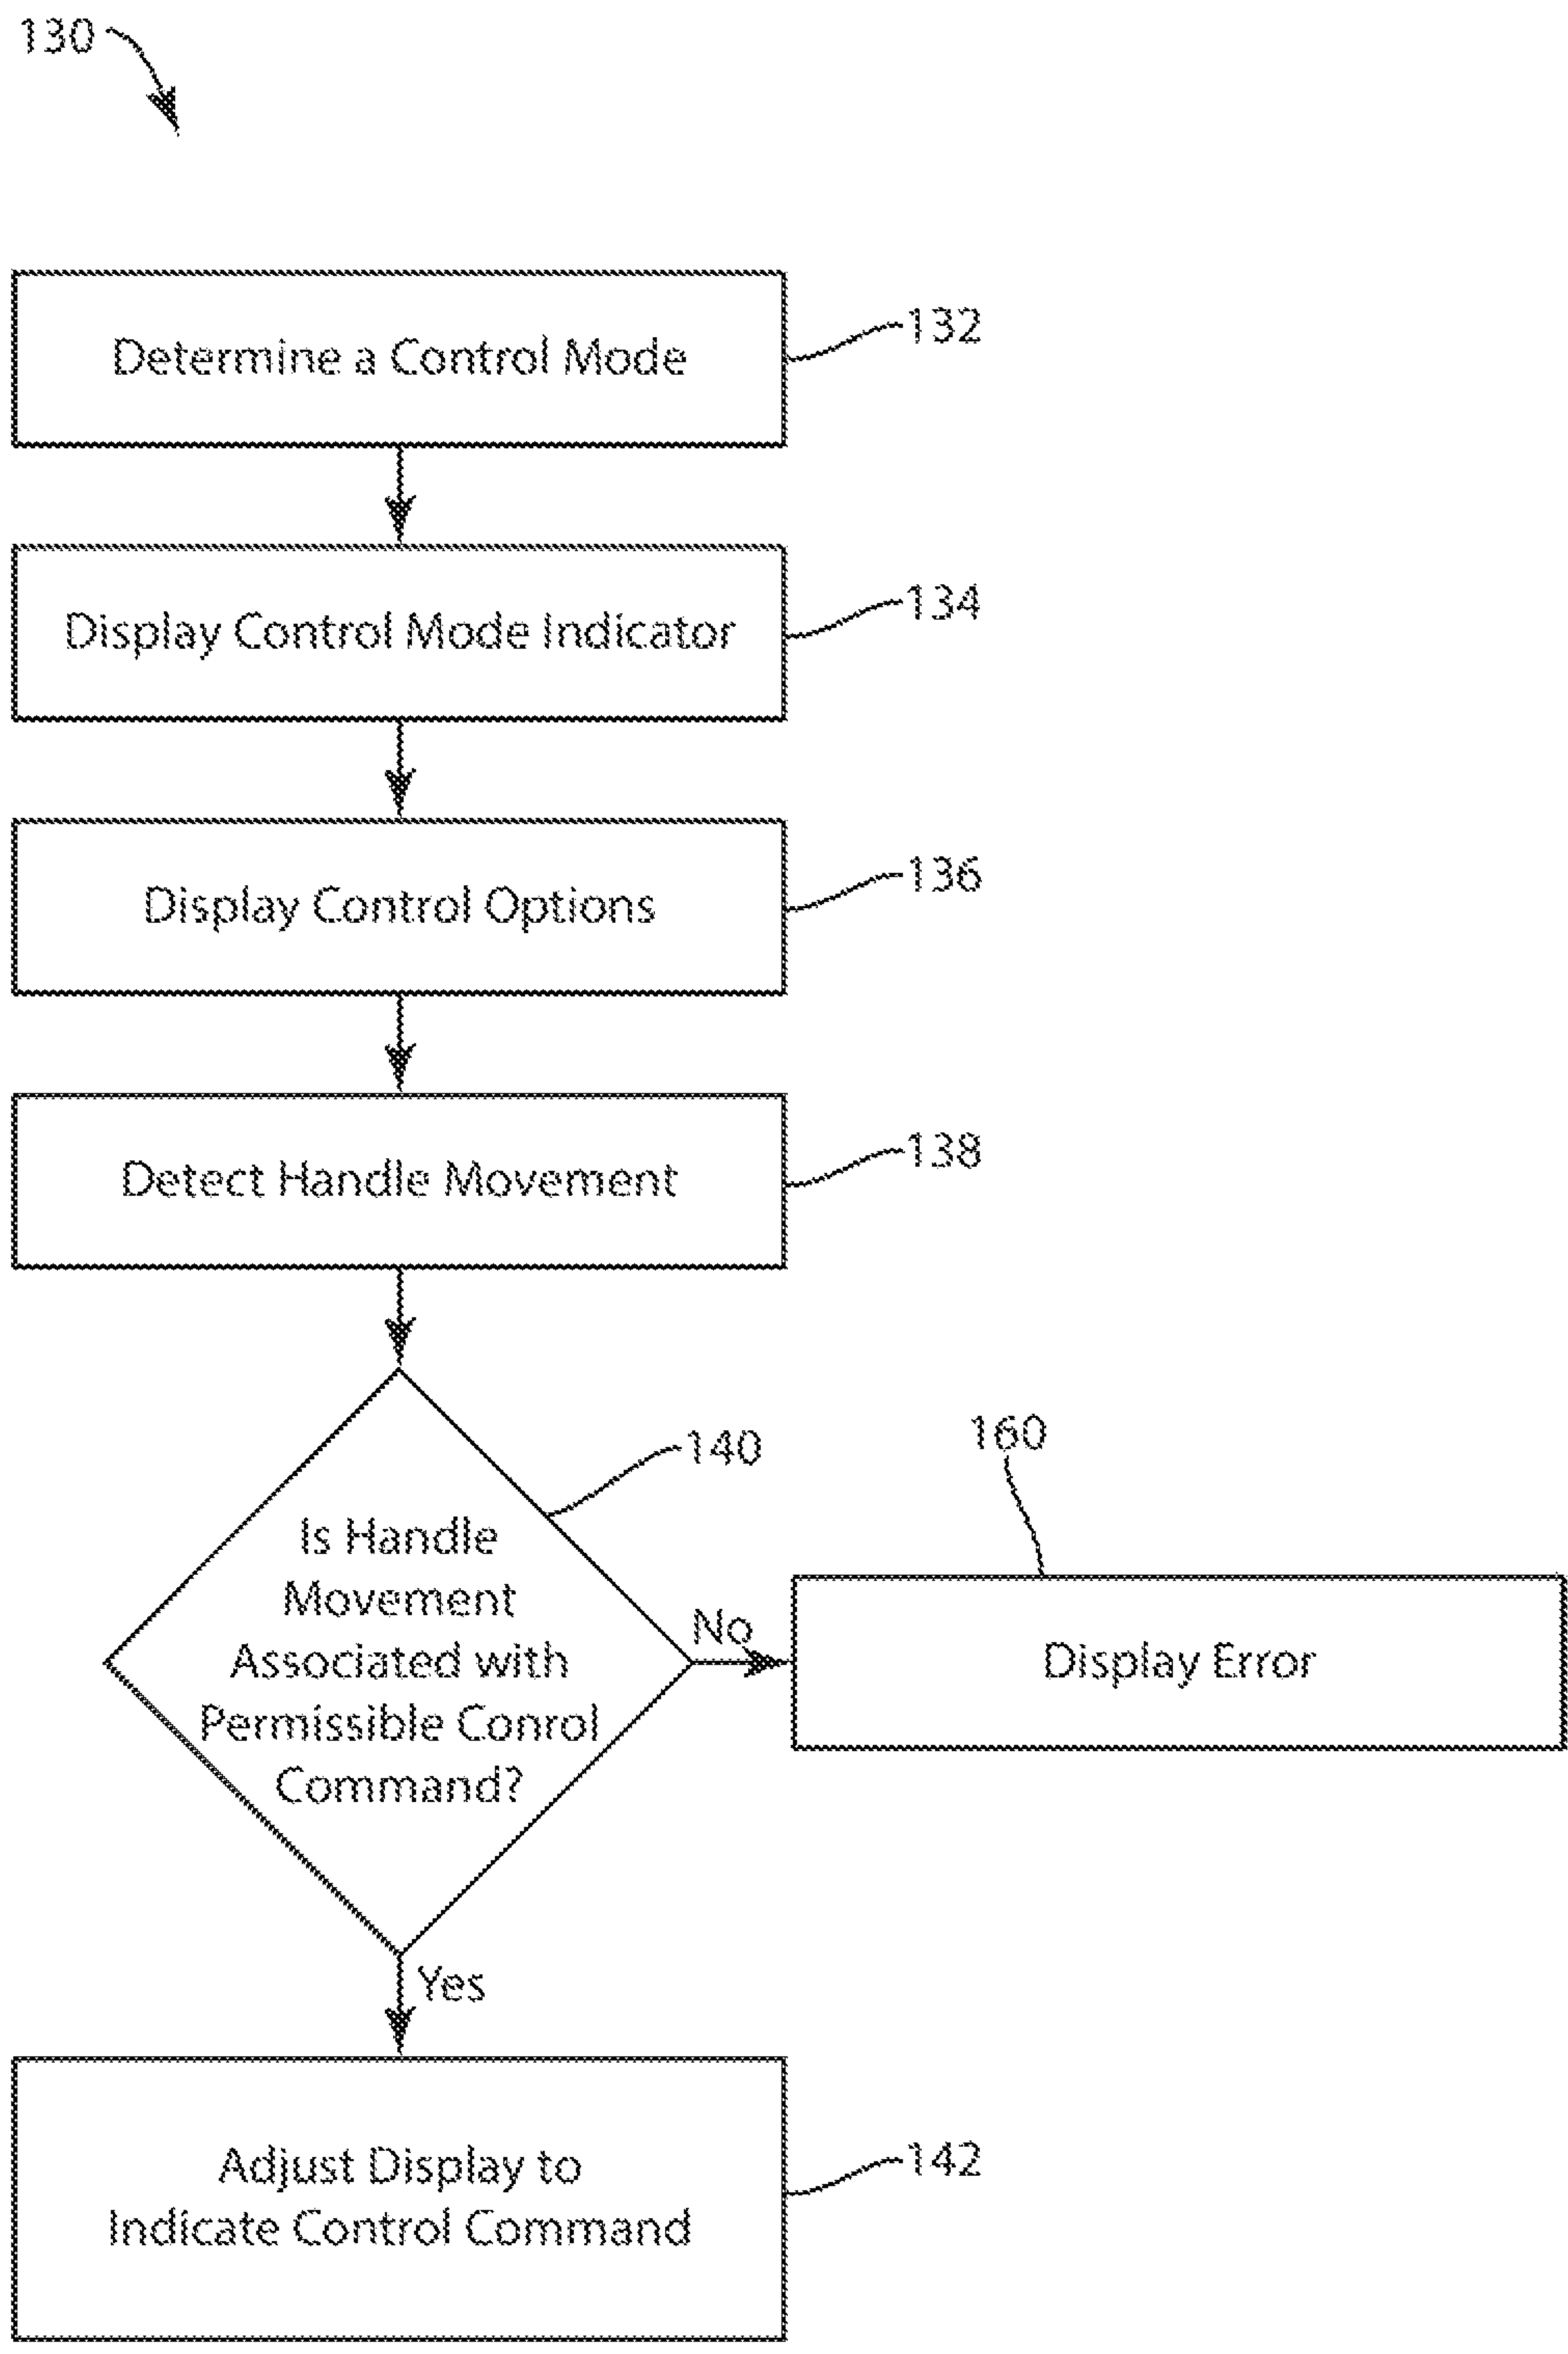 130
Determine a Control Mode
132
Display Control Mode Indicator
134
Display Control Options
136
Detect Handle Movement
138
140
160
Is Handle
Movement
Associated with
Permissible Conrol
Command?
No
Display Error
Yes
Adjust Display to
Indicate Control Command
142